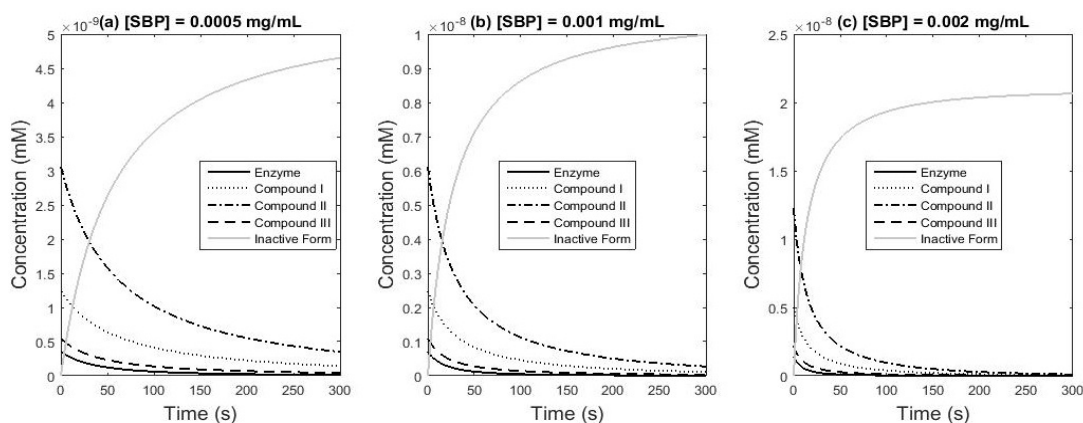 (a) [SBP] = 0.0005 mg/mL
×10^-9
5
4.5
4
3.5
3
2.5
2
1.5
1
0.5
0
0 50 100 150 200 250 300
Concentration (mM)
Time (s)
Enzyme
Compound I
Compound II
Compound III
Inactive Form
(b) [SBP] = 0.001 mg/mL
×10^-8
1
0.9
0.8
0.7
0.6
0.5
0.4
0.3
0.2
0.1
0
0 50 100 150 200 250 300
Concentration (mM)
Time (s)
Enzyme
Compound I
Compound II
Compound III
Inactive Form
(c) [SBP] = 0.002 mg/mL
×10^-8
2.5
2
1.5
1
0.5
0
0 50 100 150 200 250 300
Concentration (mM)
Time (s)
Enzyme
Compound I
Compound II
Compound III
Inactive Form